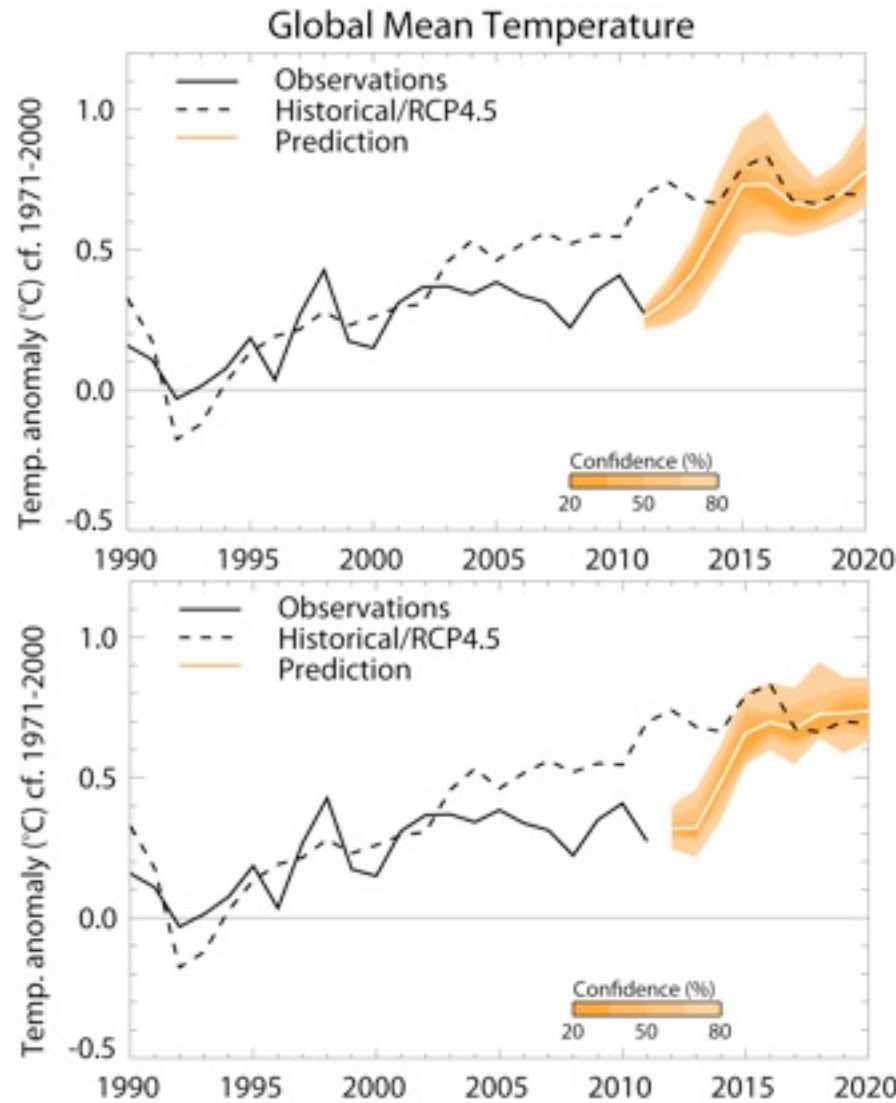 Global Mean Temperature
Observations
Historical/RCP4.5
Prediction
Temp. anomaly (°C) cf. 1971-2000
1.0
0.5
0.0
-0.5
Confidence (%)
20 50 80
1990 1995 2000 2005 2010 2015 2020
Observations
Historical/RCP4.5
Prediction
Temp. anomaly (°C) cf. 1971-2000
1.0
0.5
0.0
-0.5
Confidence (%)
20 50 80
1990 1995 2000 2005 2010 2015 2020